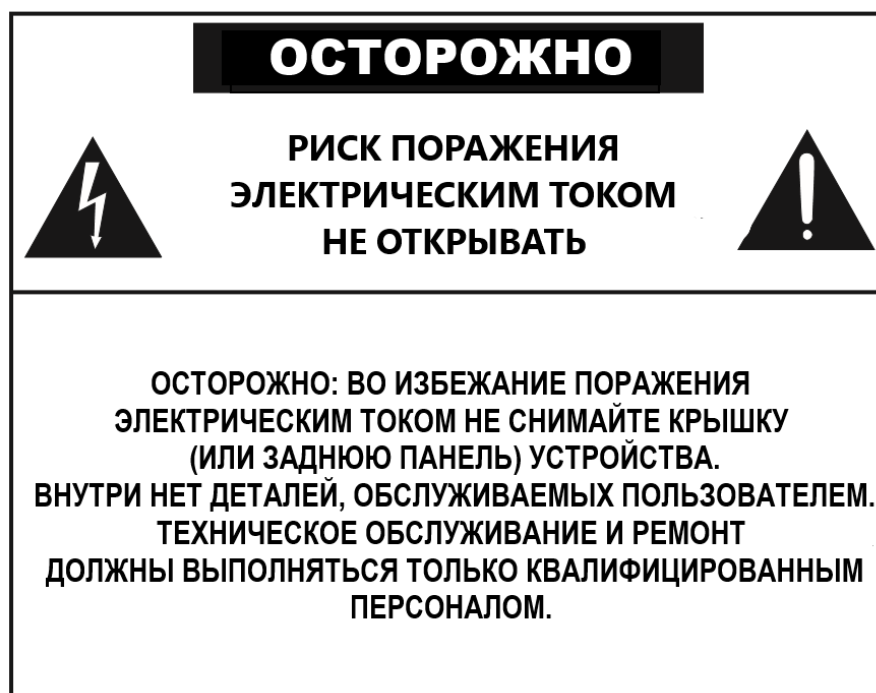 ОСТОРОЖНО
РИСК ПОРАЖЕНИЯ
ЭЛЕКТРИЧЕСКИМ ТОКОМ
НЕ ОТКРЫВАТЬ
ОСТОРОЖНО: ВО ИЗБЕЖАНИЕ ПОРАЖЕНИЯ
ЭЛЕКТРИЧЕСКИМ ТОКОМ НЕ СНИМАЙТЕ КРЫШКУ
(ИЛИ ЗАДНЮЮ ПАНЕЛЬ) УСТРОЙСТВА.
ВНУТРИ НЕТ ДЕТАЛЕЙ, ОБСЛУЖИВАЕМЫХ ПОЛЬЗОВАТЕЛЕМ.
ТЕХНИЧЕСКОЕ ОБСЛУЖИВАНИЕ И РЕМОНТ
ДОЛЖНЫ ВЫПОЛНЯТЬСЯ ТОЛЬКО КВАЛИФИЦИРОВАННЫМ
ПЕРСОНАЛОМ.